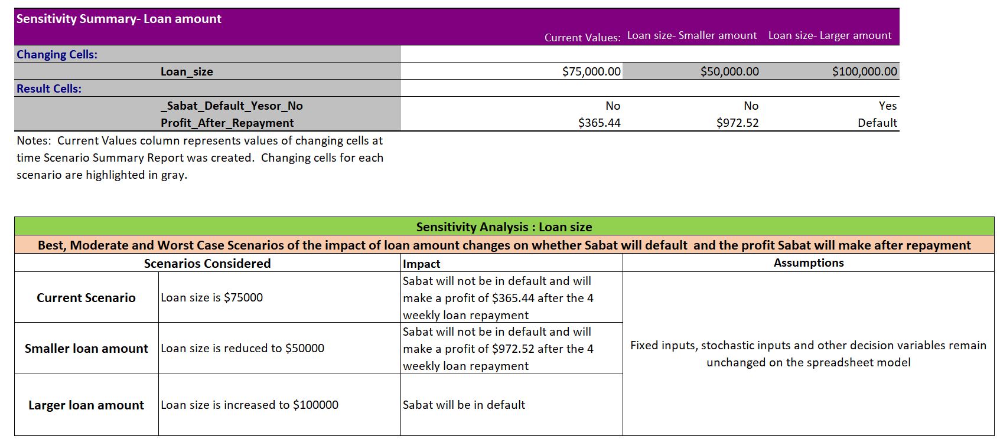 Sensitivity Summary- Loan amount
Current Values: Loan size- Smaller amount Loan size- Larger amount
Changing Cells:
Loan_size $75,000.00 $50,000.00 $100,000.00
Result Cells:
_Sabat_Default_Yesor_No No No Yes
Profit_After_Repayment $365.44 $972.52 Default
Notes: Current Values column represents values of changing cells at
time Scenario Summary Report was created. Changing cells for each
scenario are highlighted in gray.
Sensitivity Analysis : Loan size
Best, Moderate and Worst Case Scenarios of the impact of loan amount changes on whether Sabat will default and the profit Sabat will make after repayment
Scenarios Considered Impact Assumptions
Current Scenario Loan size is $75000
Sabat will not be in default and will
make a profit of $365.44 after the 4
weekly loan repayment
Smaller loan amount Loan size is reduced to $50000
Sabat will not be in default and will
make a profit of $972.52 after the 4
weekly loan repayment
Larger loan amount Loan size is increased to $100000 Sabat will be in default
Fixed inputs, stochastic inputs and other decision variables remain
unchanged on the spreadsheet model